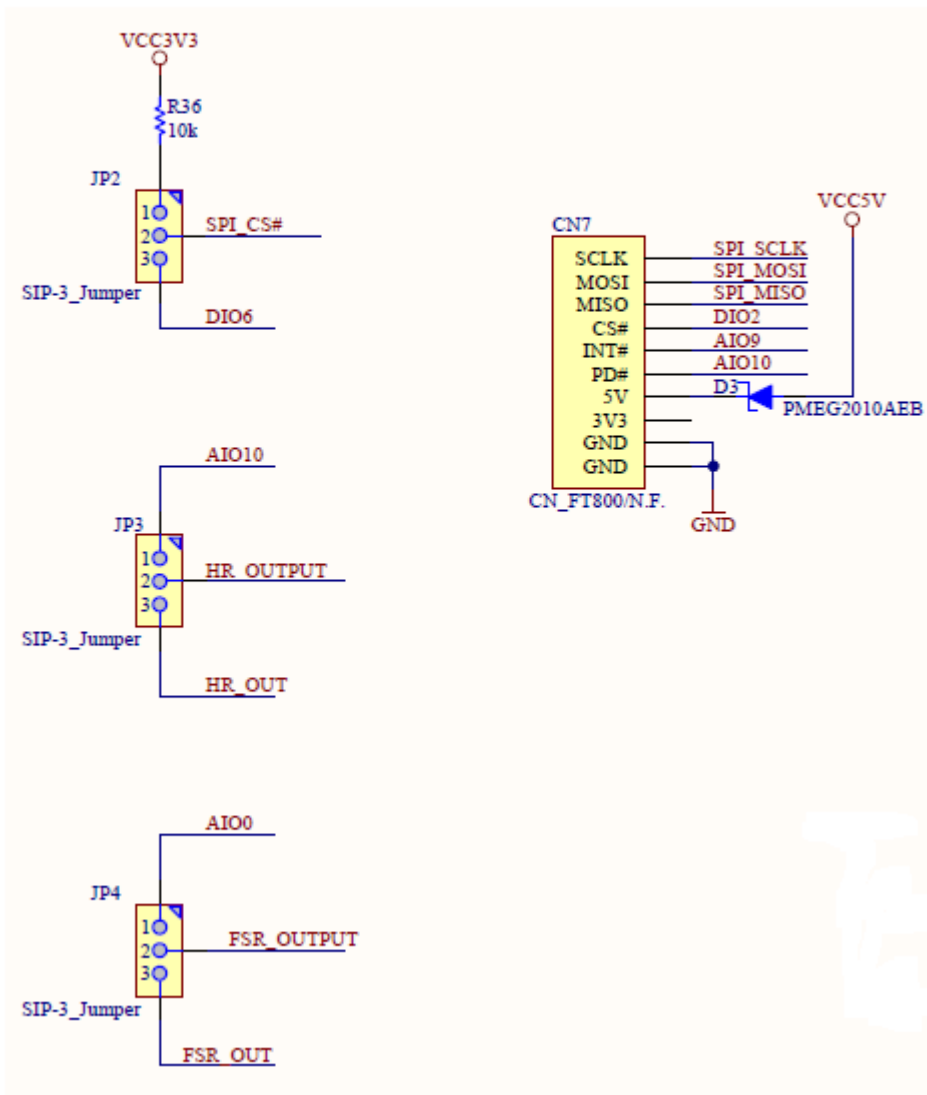 VCC3V3
R36
10k
JP2
1
2
3
SPI_CS#
SIP-3_Jumper
DIO6
AIO10
JP3
1
2
3
HR_OUTPUT
SIP-3_Jumper
HR_OUT
AIO0
JP4
1
2
3
FSR_OUTPUT
SIP-3_Jumper
FSR_OUT
VCC5V
CN7
SCLK SPI_SCLK
MOSI SPI_MOSI
MISO SPI_MISO
CS# DIO2
INT# AIO9
PD# AIO10
5V D3 PMEG2010AEB
3V3
GND
GND
CN_FT800/N.F.
GND